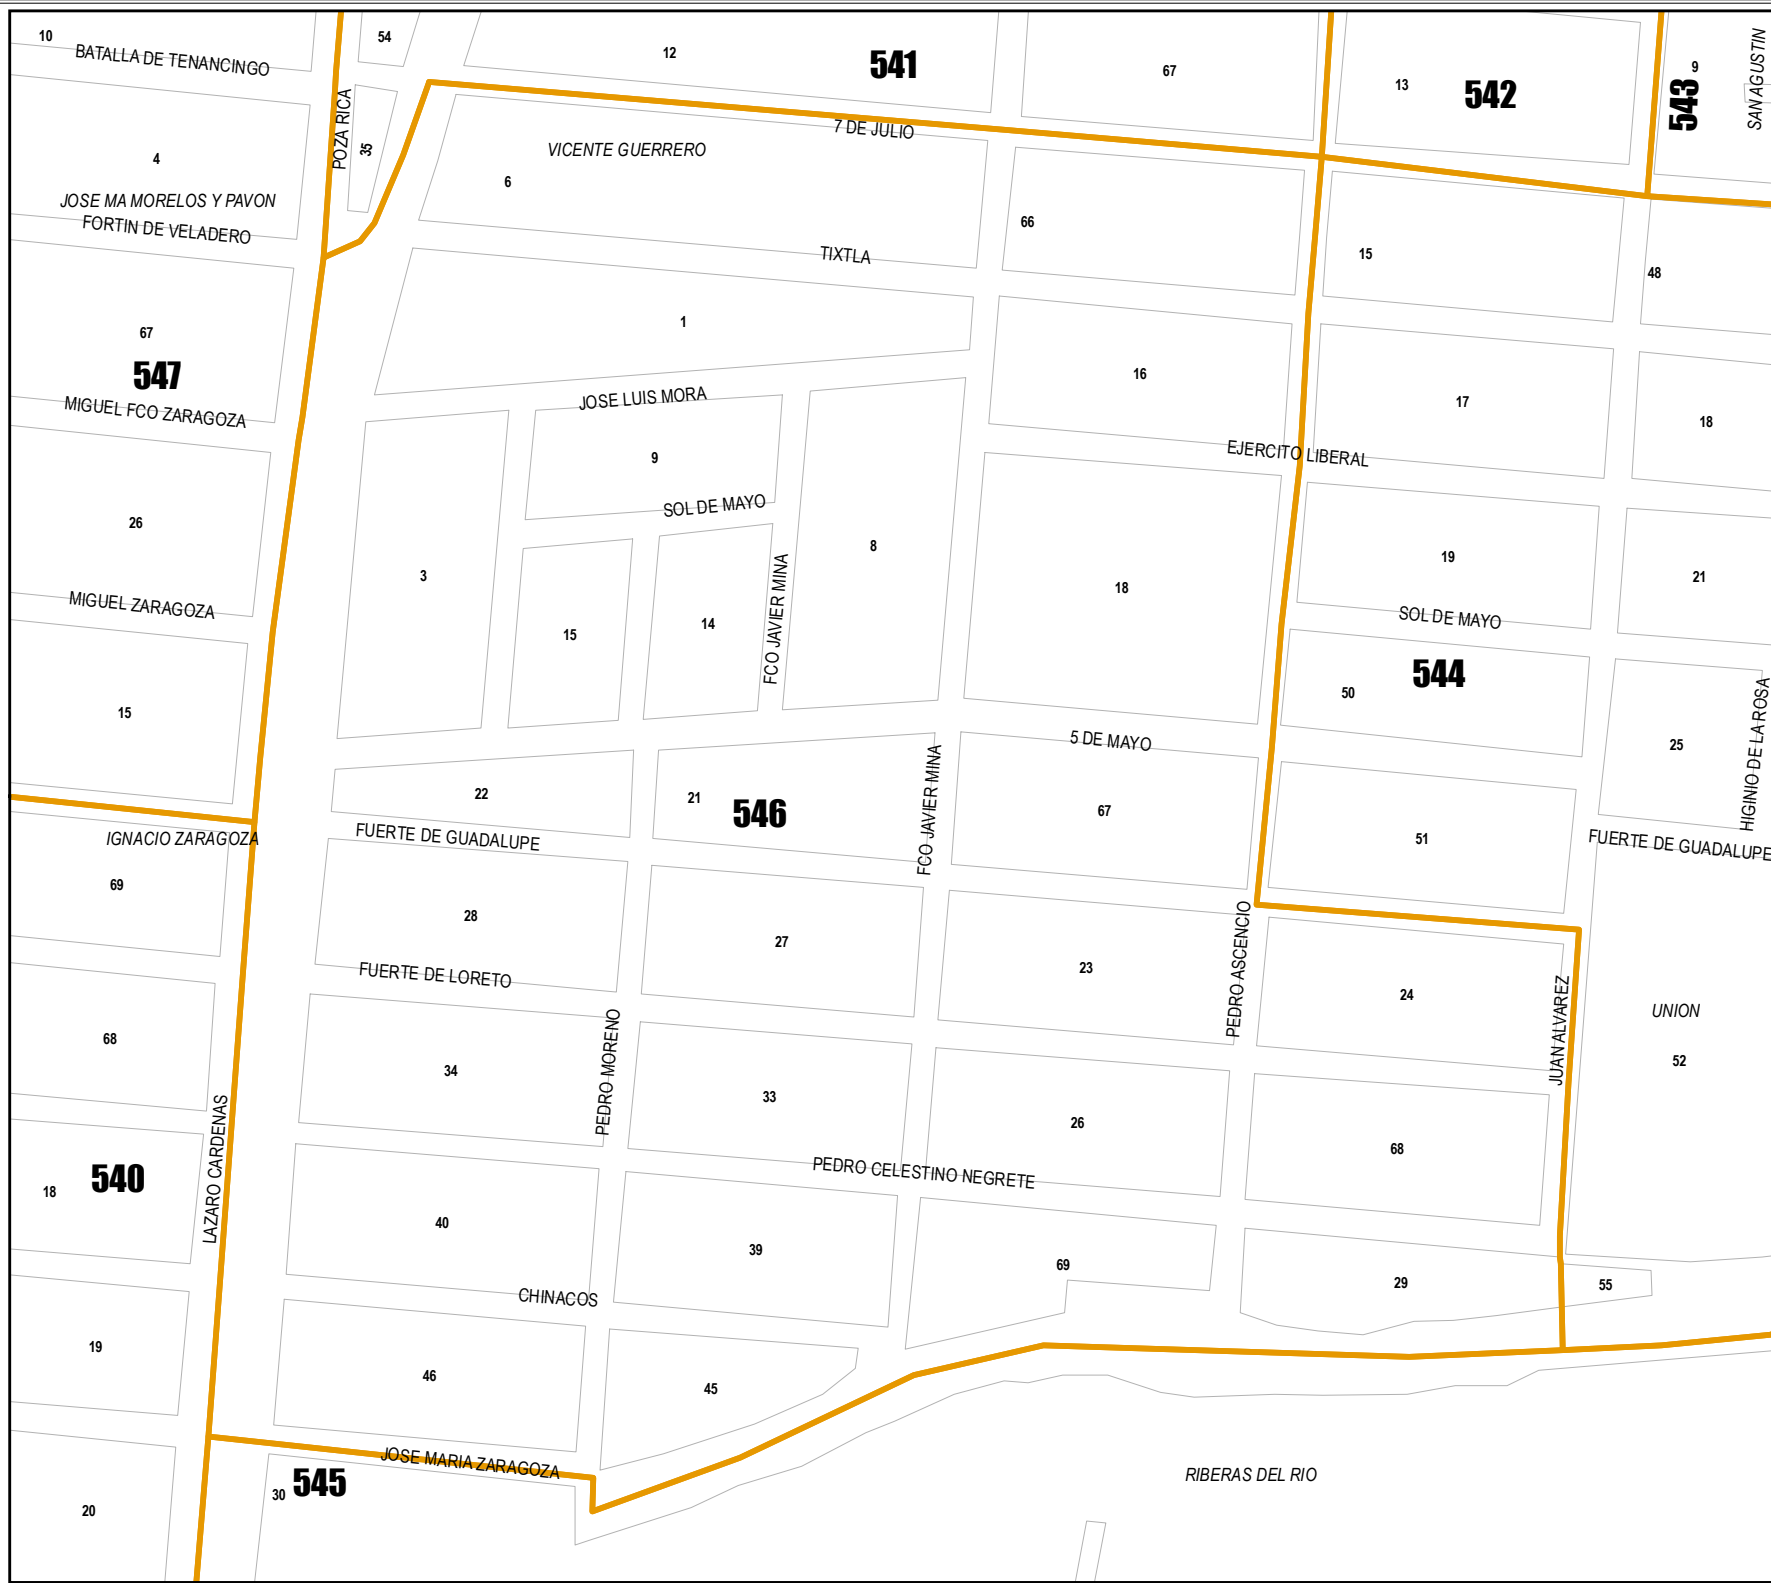 10
BATALLA DE TENANCINGO
54
12
541
67
13
542
9
543
SAN AGUSTIN
POZA RICA
35
7 DE JULIO
VICENTE GUERRERO
4
6
JOSE MA MORELOS Y PAVON
FORTIN DE VELADERO
66
TIXTLA
15
48
67
547
1
16
17
18
MIGUEL FCO ZARAGOZA
JOSE LUIS MORA
9
EJERCITO LIBERAL
SOL DE MAYO
26
3
8
18
19
21
MIGUEL ZARAGOZA
15
14
FCO JAVIER MINA
SOL DE MAYO
544
50
15
5 DE MAYO
25
HIGINIO DE LA ROSA
22
21
546
FCO JAVIER MINA
67
51
IGNACIO ZARAGOZA
FUERTE DE GUADALUPE
FUERTE DE GUADALUPE
69
28
27
23
PEDRO ASCENCIO
24
JUAN ALVAREZ
FUERTE DE LORETO
UNION
52
68
34
PEDRO MORENO
33
26
68
LAZARO CARDENAS
PEDRO CELESTINO NEGRETE
540
18
40
39
69
29
55
CHINACOS
19
46
45
JOSE MARIA ZARAGOZA
545
30
20
RIBERAS DEL RIO